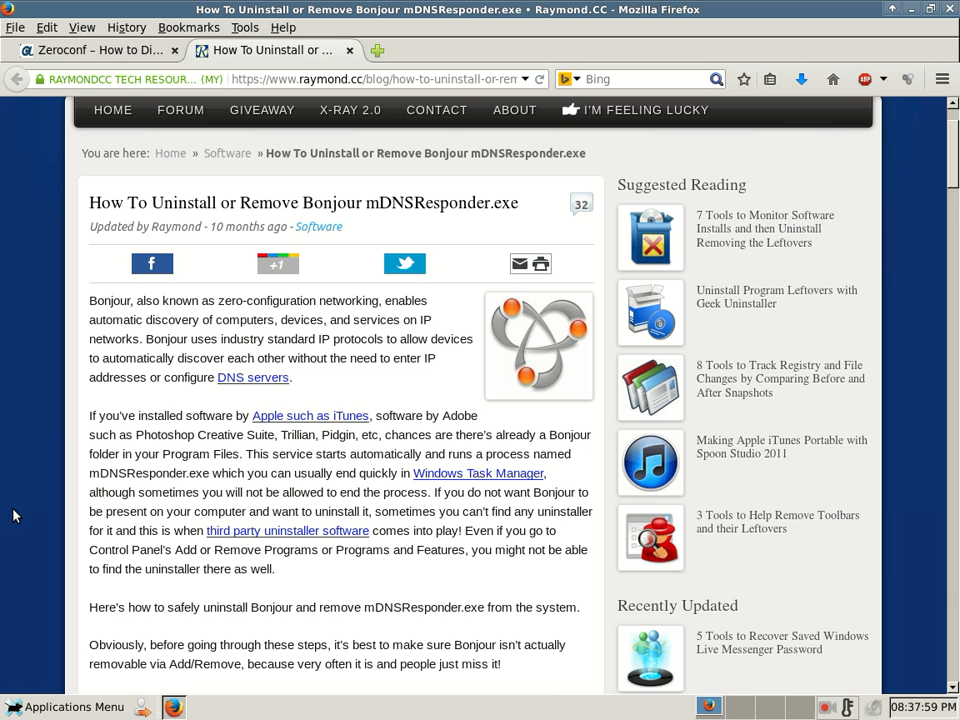 How To Uninstall or Remove Bonjour mDNSResponder.exe • Raymond.CC - Mozilla Firefox
File Edit View History Bookmarks Tools Help
Zeroconf – How to Di...
How To Uninstall or ...
RAYMONDCC TECH RESOUR... (MY) https://www.raymond.cc/blog/how-to-uninstall-or-rem
Bing
ABP
HOME FORUM GIVEAWAY X-RAY 2.0 CONTACT ABOUT I'M FEELING LUCKY
You are here: Home » Software » How To Uninstall or Remove Bonjour mDNSResponder.exe
How To Uninstall or Remove Bonjour mDNSResponder.exe
32
Updated by Raymond - 10 months ago - Software
f
+1
Bonjour, also known as zero-configuration networking, enables
automatic discovery of computers, devices, and services on IP
networks. Bonjour uses industry standard IP protocols to allow devices
to automatically discover each other without the need to enter IP
addresses or configure DNS servers.
If you've installed software by Apple such as iTunes, software by Adobe
such as Photoshop Creative Suite, Trillian, Pidgin, etc, chances are there's already a Bonjour
folder in your Program Files. This service starts automatically and runs a process named
mDNSResponder.exe which you can usually end quickly in Windows Task Manager,
although sometimes you will not be allowed to end the process. If you do not want Bonjour to
be present on your computer and want to uninstall it, sometimes you can't find any uninstaller
for it and this is when third party uninstaller software comes into play! Even if you go to
Control Panel's Add or Remove Programs or Programs and Features, you might not be able
to find the uninstaller there as well.
Here's how to safely uninstall Bonjour and remove mDNSResponder.exe from the system.
Obviously, before going through these steps, it's best to make sure Bonjour isn't actually
removable via Add/Remove, because very often it is and people just miss it!
Suggested Reading
7 Tools to Monitor Software
Installs and then Uninstall
Removing the Leftovers
Uninstall Program Leftovers with
Geek Uninstaller
8 Tools to Track Registry and File
Changes by Comparing Before and
After Snapshots
Making Apple iTunes Portable with
Spoon Studio 2011
3 Tools to Help Remove Toolbars
and their Leftovers
Recently Updated
5 Tools to Recover Saved Windows
Live Messenger Password
Applications Menu
08:37:59 PM